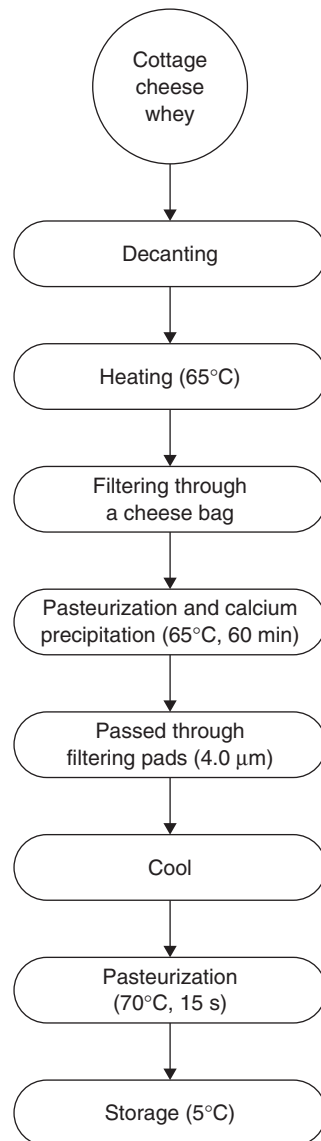 Cottage
cheese
whey
Decanting
Heating (65°C)
Filtering through
a cheese bag
Pasteurization and calcium
precipitation (65°C, 60 min)
Passed through
filtering pads (4.0 μm)
Cool
Pasteurization
(70°C, 15 s)
Storage (5°C)